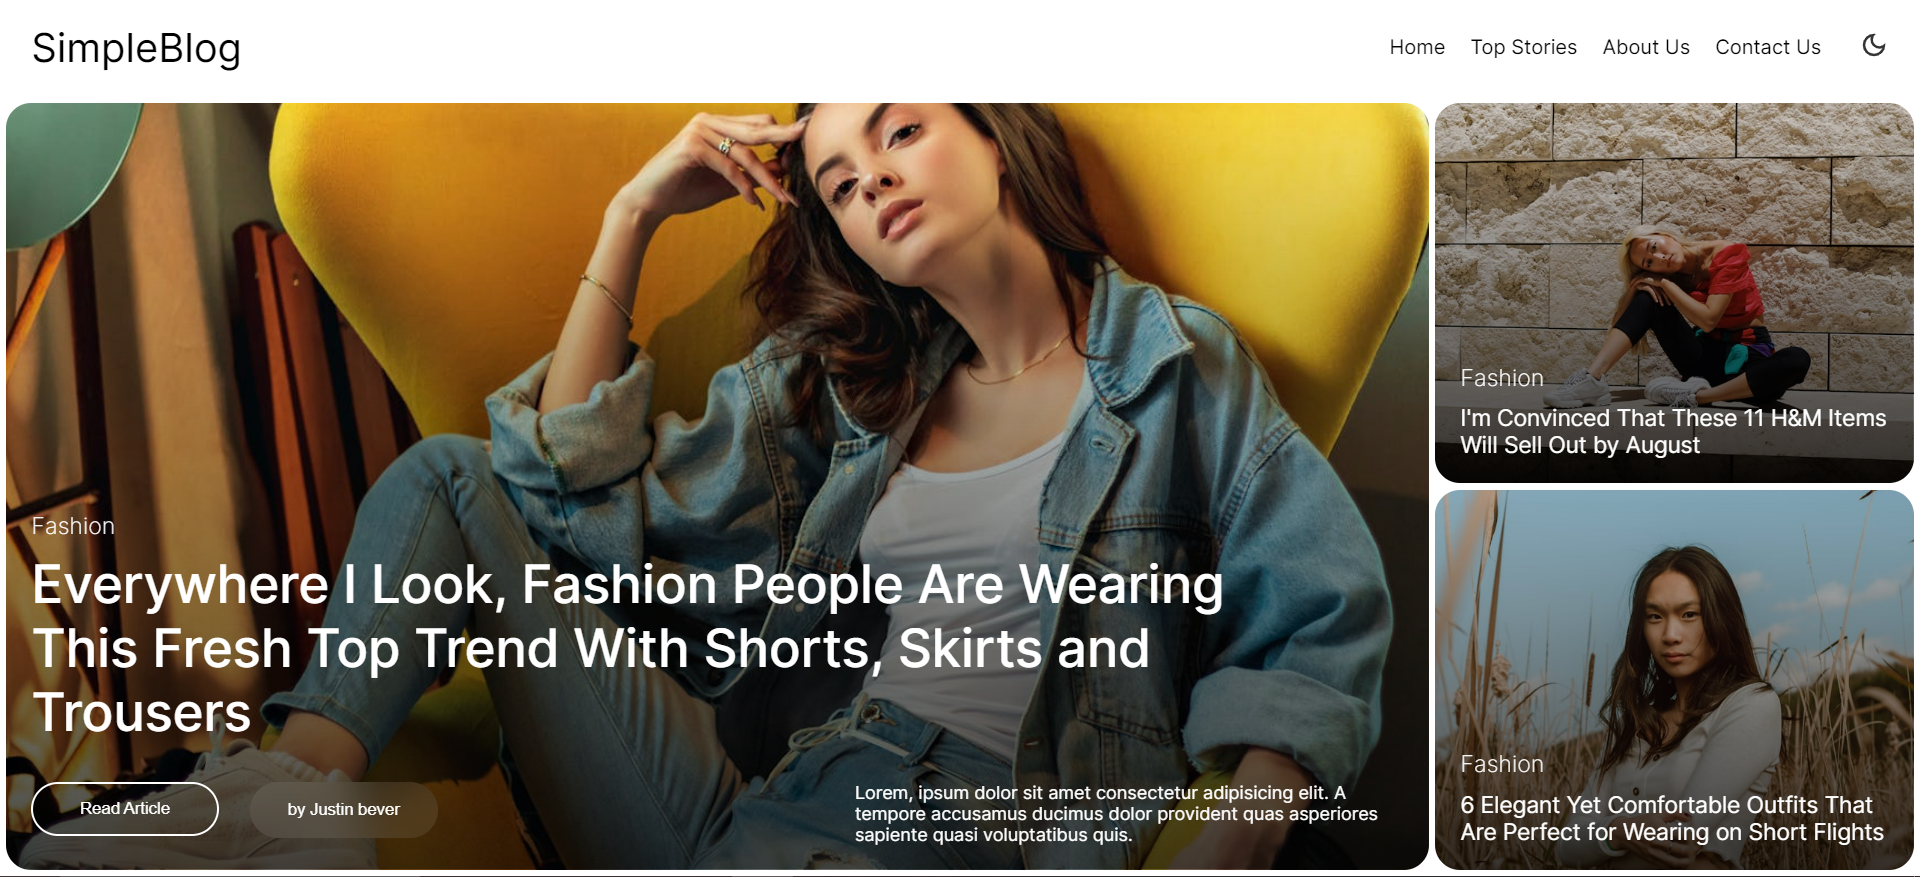 SimpleBlog
Home
Top Stories
About Us
Contact Us
Fashion
Everywhere I Look, Fashion People Are Wearing
This Fresh Top Trend With Shorts, Skirts and
Trousers
Read Article
by Justin bever
Lorem, ipsum dolor sit amet consectetur adipisicing elit. A
tempore accusamus ducimus dolor provident quas asperiores
sapiente quasi voluptatibus quis.
Fashion
I'm Convinced That These 11 H&M Items
Will Sell Out by August
Fashion
6 Elegant Yet Comfortable Outfits That
Are Perfect for Wearing on Short Flights